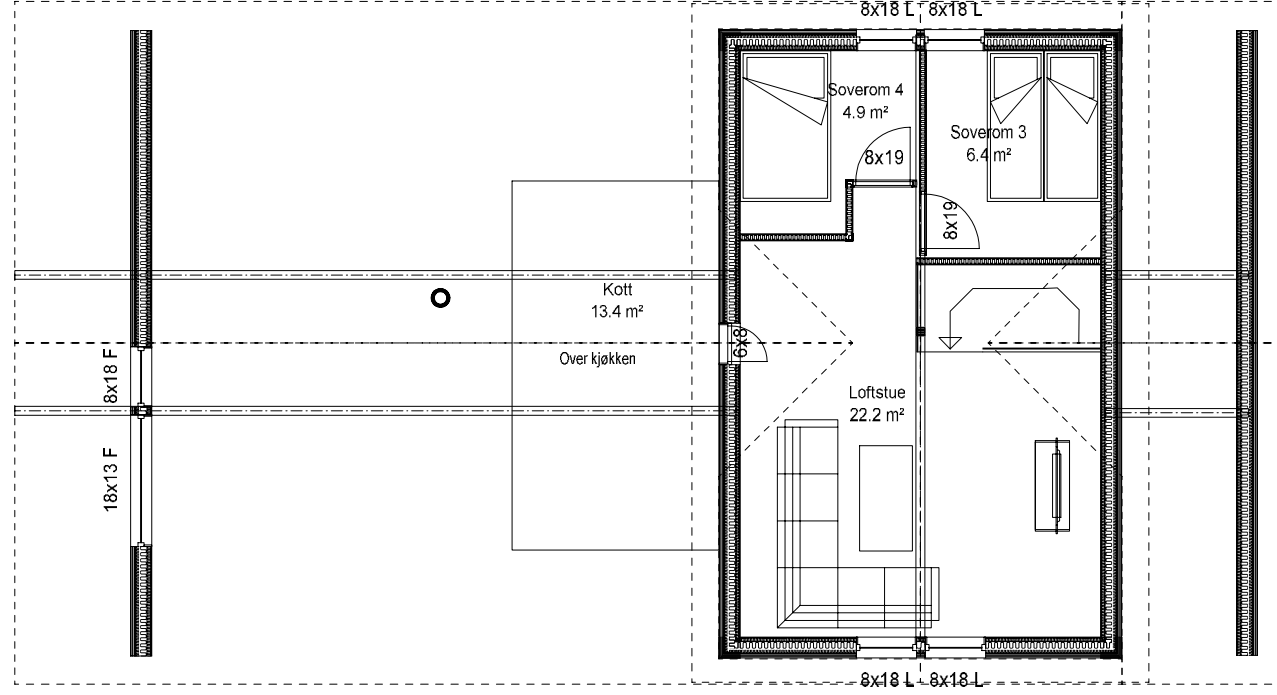 8x18 L
8x18 L
Soverom 4
4.9 m²
Soverom 3
6.4 m²
8x19
8x19
Kott
13.4 m²
6x8
8x18 F
Over kjøkken
Loftstue
22.2 m²
18x13 F
8x18 L
8x18 L